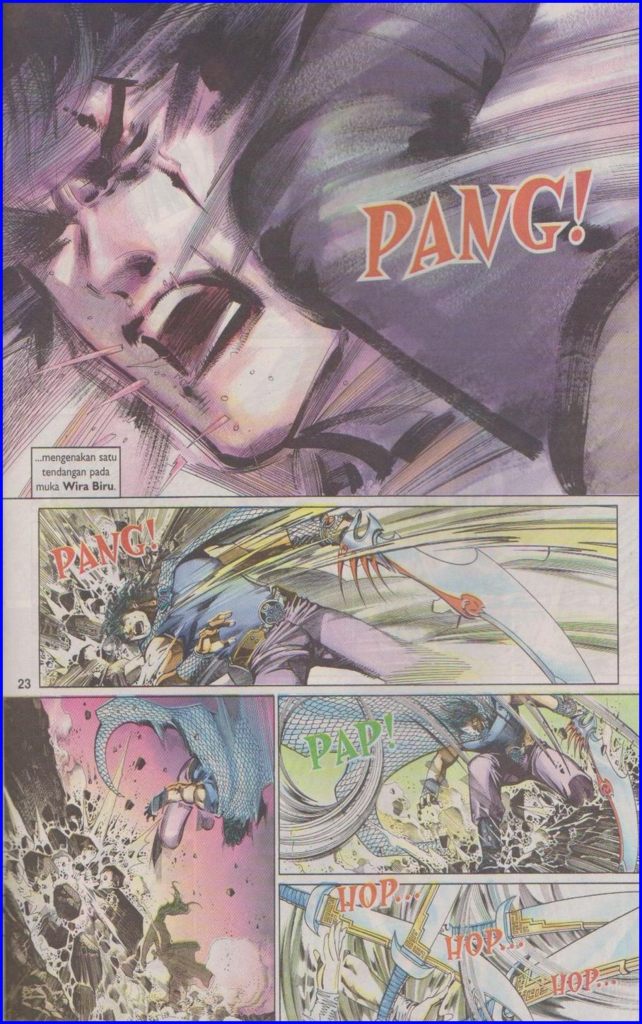 PANG!
...mengenakan satu
tendangan pada
muka Wira Biru.
PANG!
23
PAP!
HOP...
HOP...
HOP...